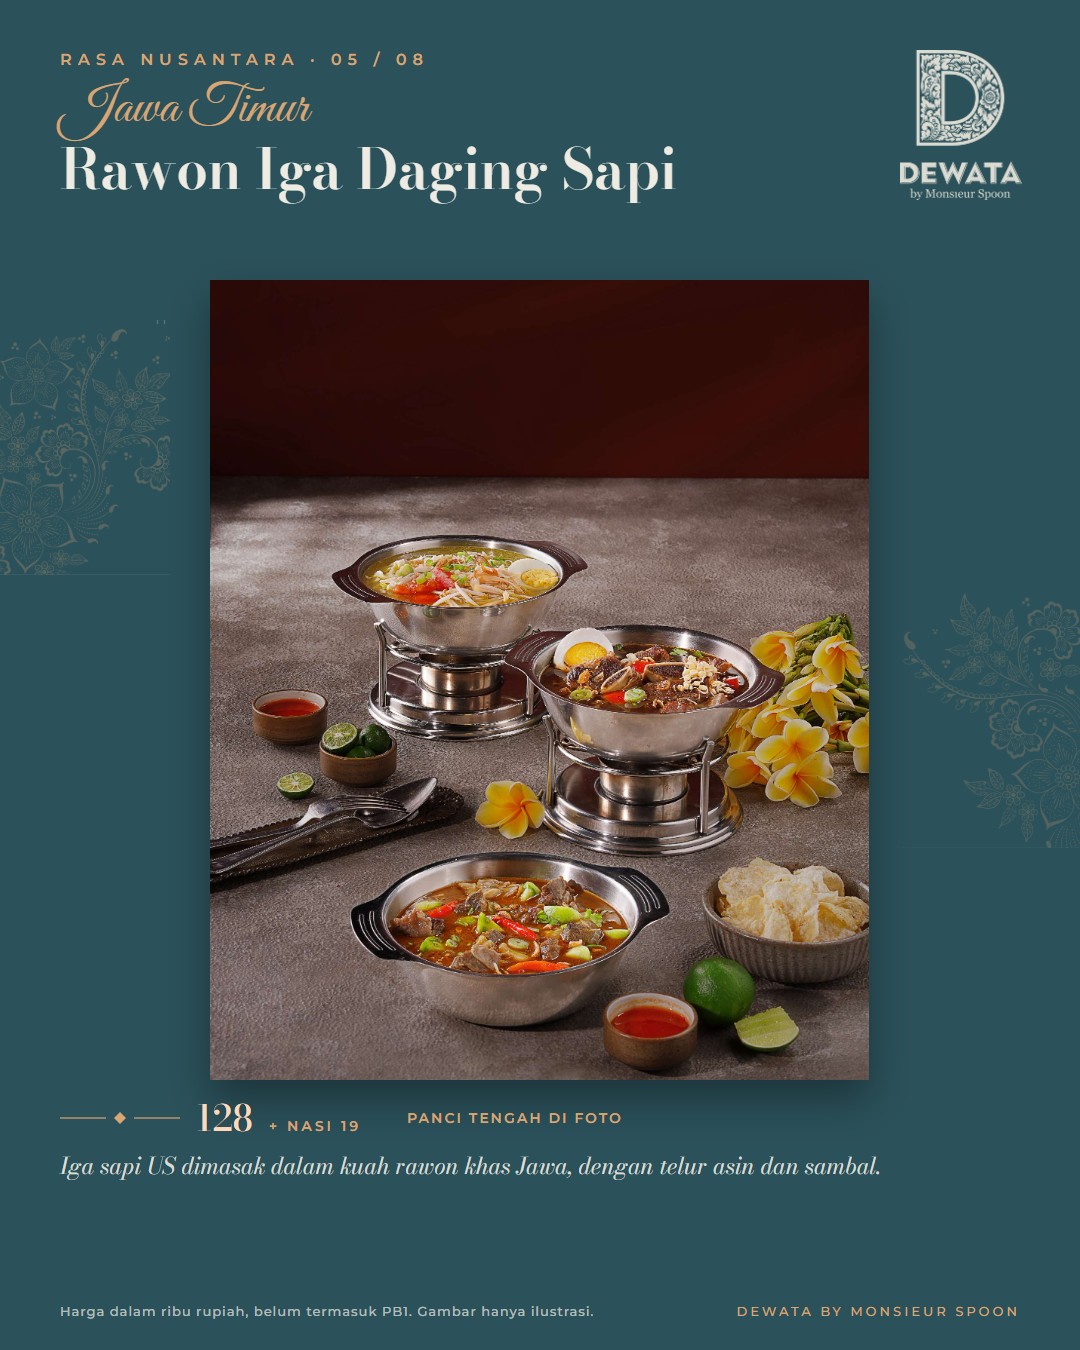 RASA NUSANTARA · 05 / 08
Jawa Timur
Rawon Iga Daging Sapi
D
DEWATA
by Monsieur Spoon
128 + NASI 19 PANCI TENGAH DI FOTO
Iga sapi US dimasak dalam kuah rawon khas Jawa, dengan telur asin dan sambal.
Harga dalam ribu rupiah, belum termasuk PB1. Gambar hanya ilustrasi.
DEWATA BY MONSIEUR SPOON